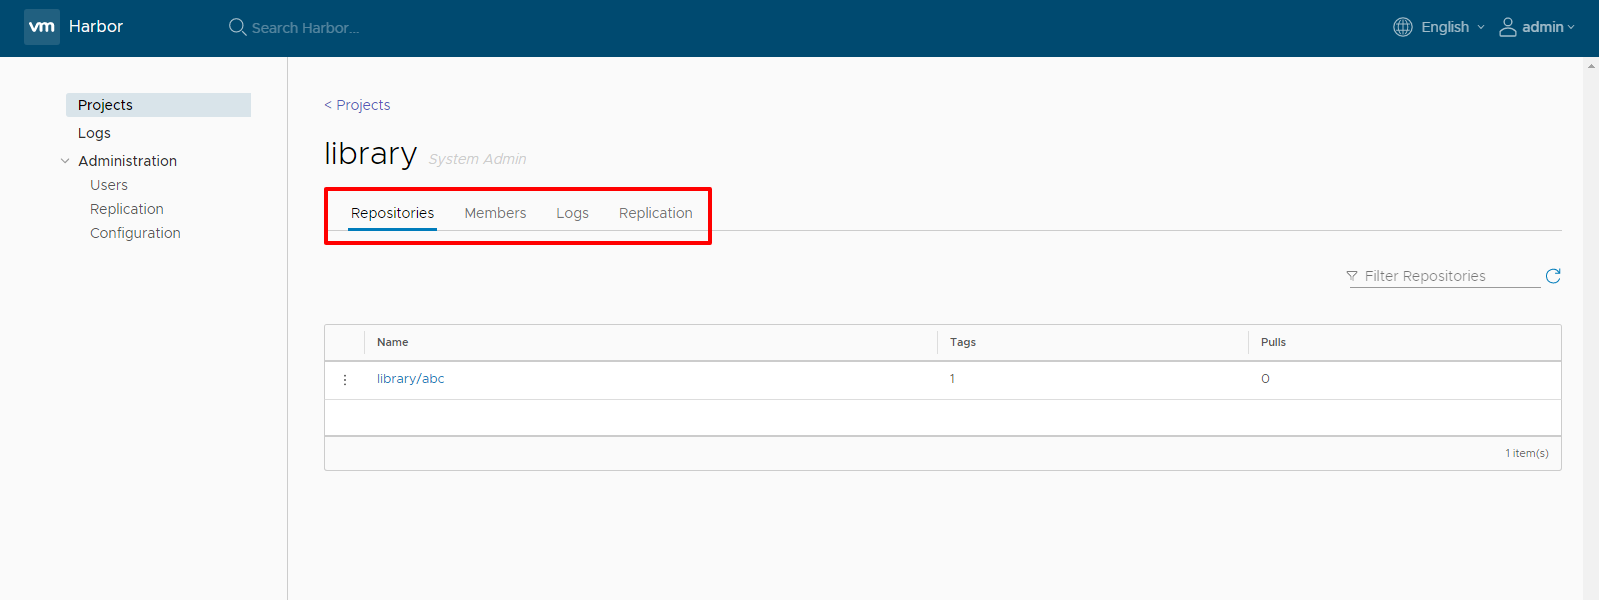 vm Harbor Search Harbor... English admin
Projects
Logs
Administration
Users
Replication
Configuration
< Projects
library System Admin
Repositories Members Logs Replication
Filter Repositories
Name Tags Pulls
library/abc 1 0
1 item(s)